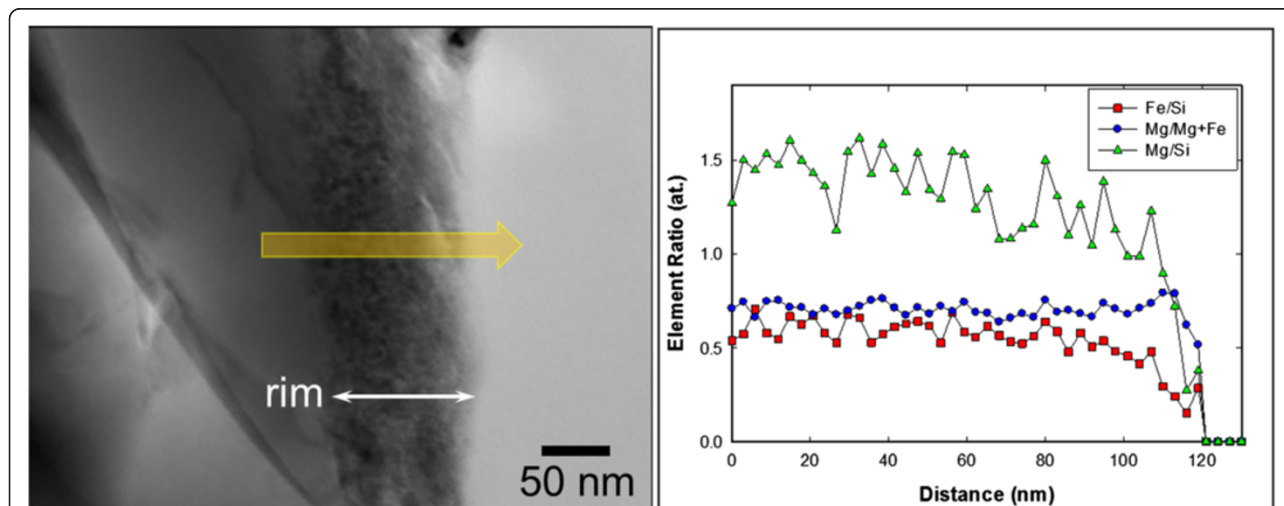 rim
50 nm
Fe/Si
Mg/Mg+Fe
Mg/Si
Element Ratio (at.)
1.5
1.0
0.5
0.0
0 20 40 60 80 100 120
Distance (nm)